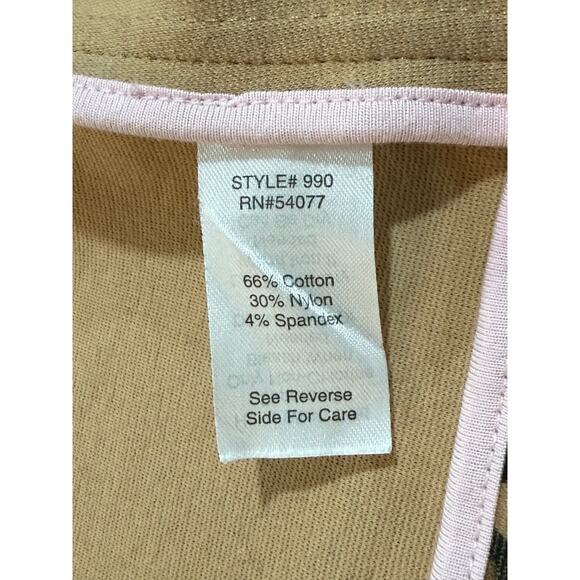 STYLE# 990
RN#54077
66% Cotton
30% Nylon
4% Spandex
See Reverse
Side For Care